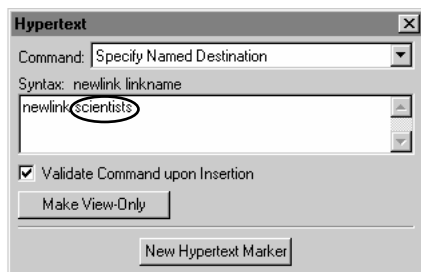 Hypertext
Command: Specify Named Destination
Syntax: newlink linkname
newlink scientists
Validate Command upon Insertion
Make View-Only
New Hypertext Marker